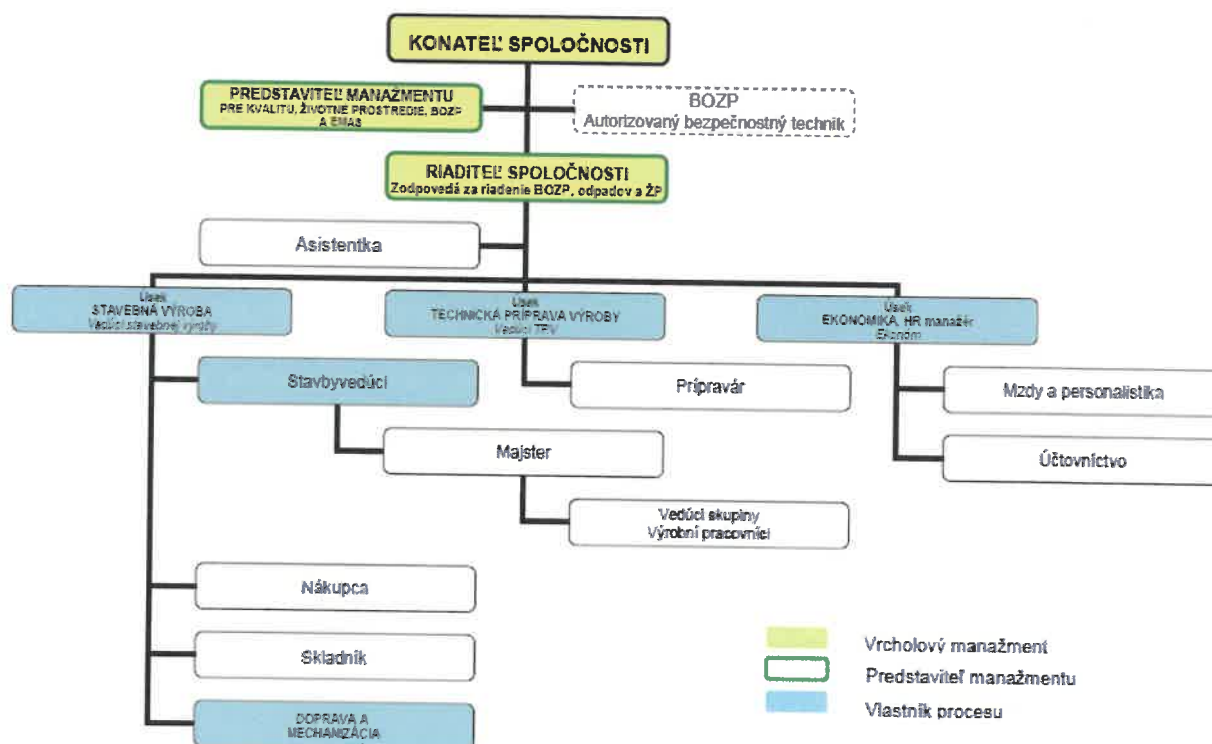 KONATEĽ SPOLOČNOSTI
PREDSTAVITEĽ MANAŽMENTU
PRE KVALITU, ŽIVOTNÉ PROSTREDIE, BOZP
A EMAS
BOZP
Autorizovaný bezpečnostný technik
RIADITEĽ SPOLOČNOSTI
Zodpovedá za riadenie BOZP, odpadov a ŽP
Asistentka
Úsek
STAVEBNÁ VÝROBA
Vedúci stavebnej výroby
Úsek
TECHNICKÁ PRÍPRAVA VÝROBY
Vedúci TPV
Úsek
EKONOMIKA, HR manažér
Ekonóm
Stavbyvedúci
Prípravár
Mzdy a personalistika
Majster
Účtovníctvo
Vedúci skupiny
Výrobní pracovníci
Nákupca
Skladník
DOPRAVA A
MECHANIZÁCIA
Vrcholový manažment
Predstaviteľ manažmentu
Vlastník procesu